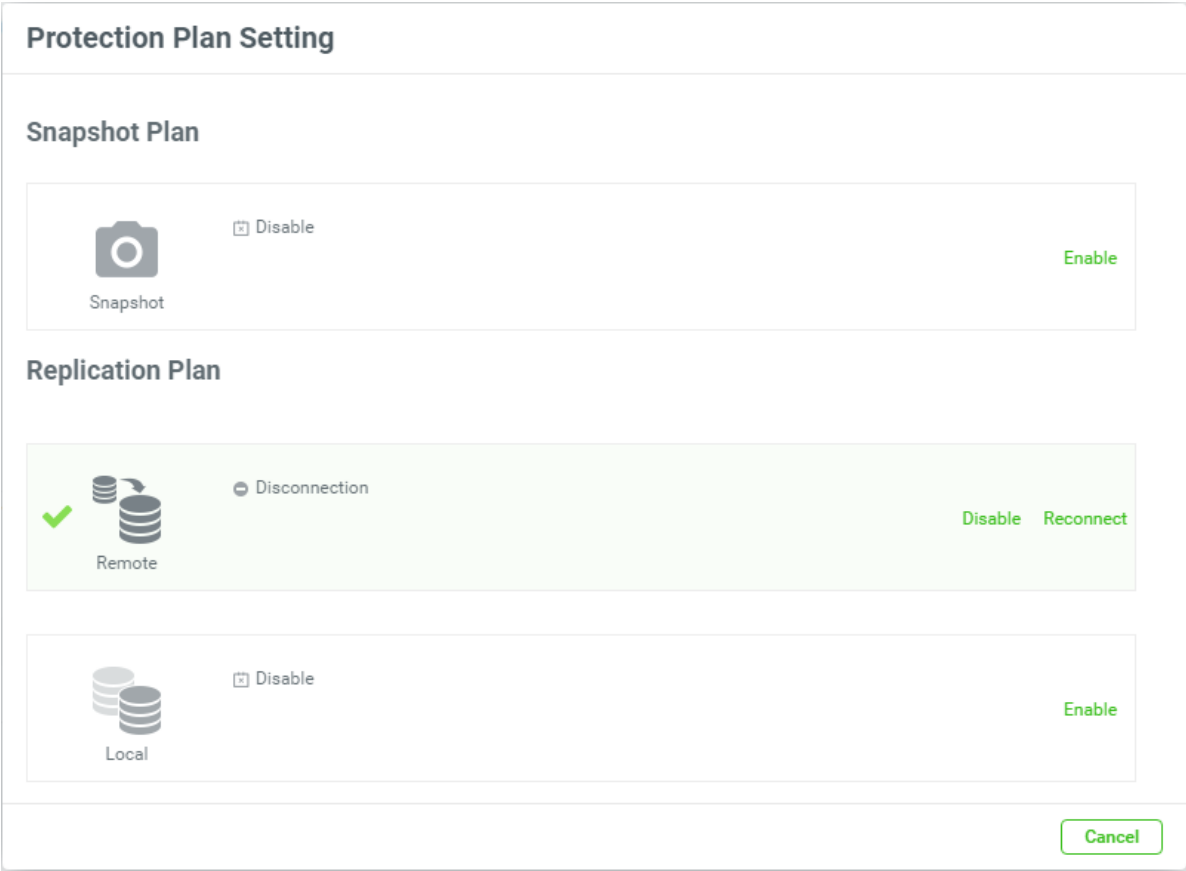 Protection Plan Setting
Snapshot Plan
Disable
Enable
Snapshot
Replication Plan
Disconnection
Disable Reconnect
Remote
Disable
Enable
Local
Cancel